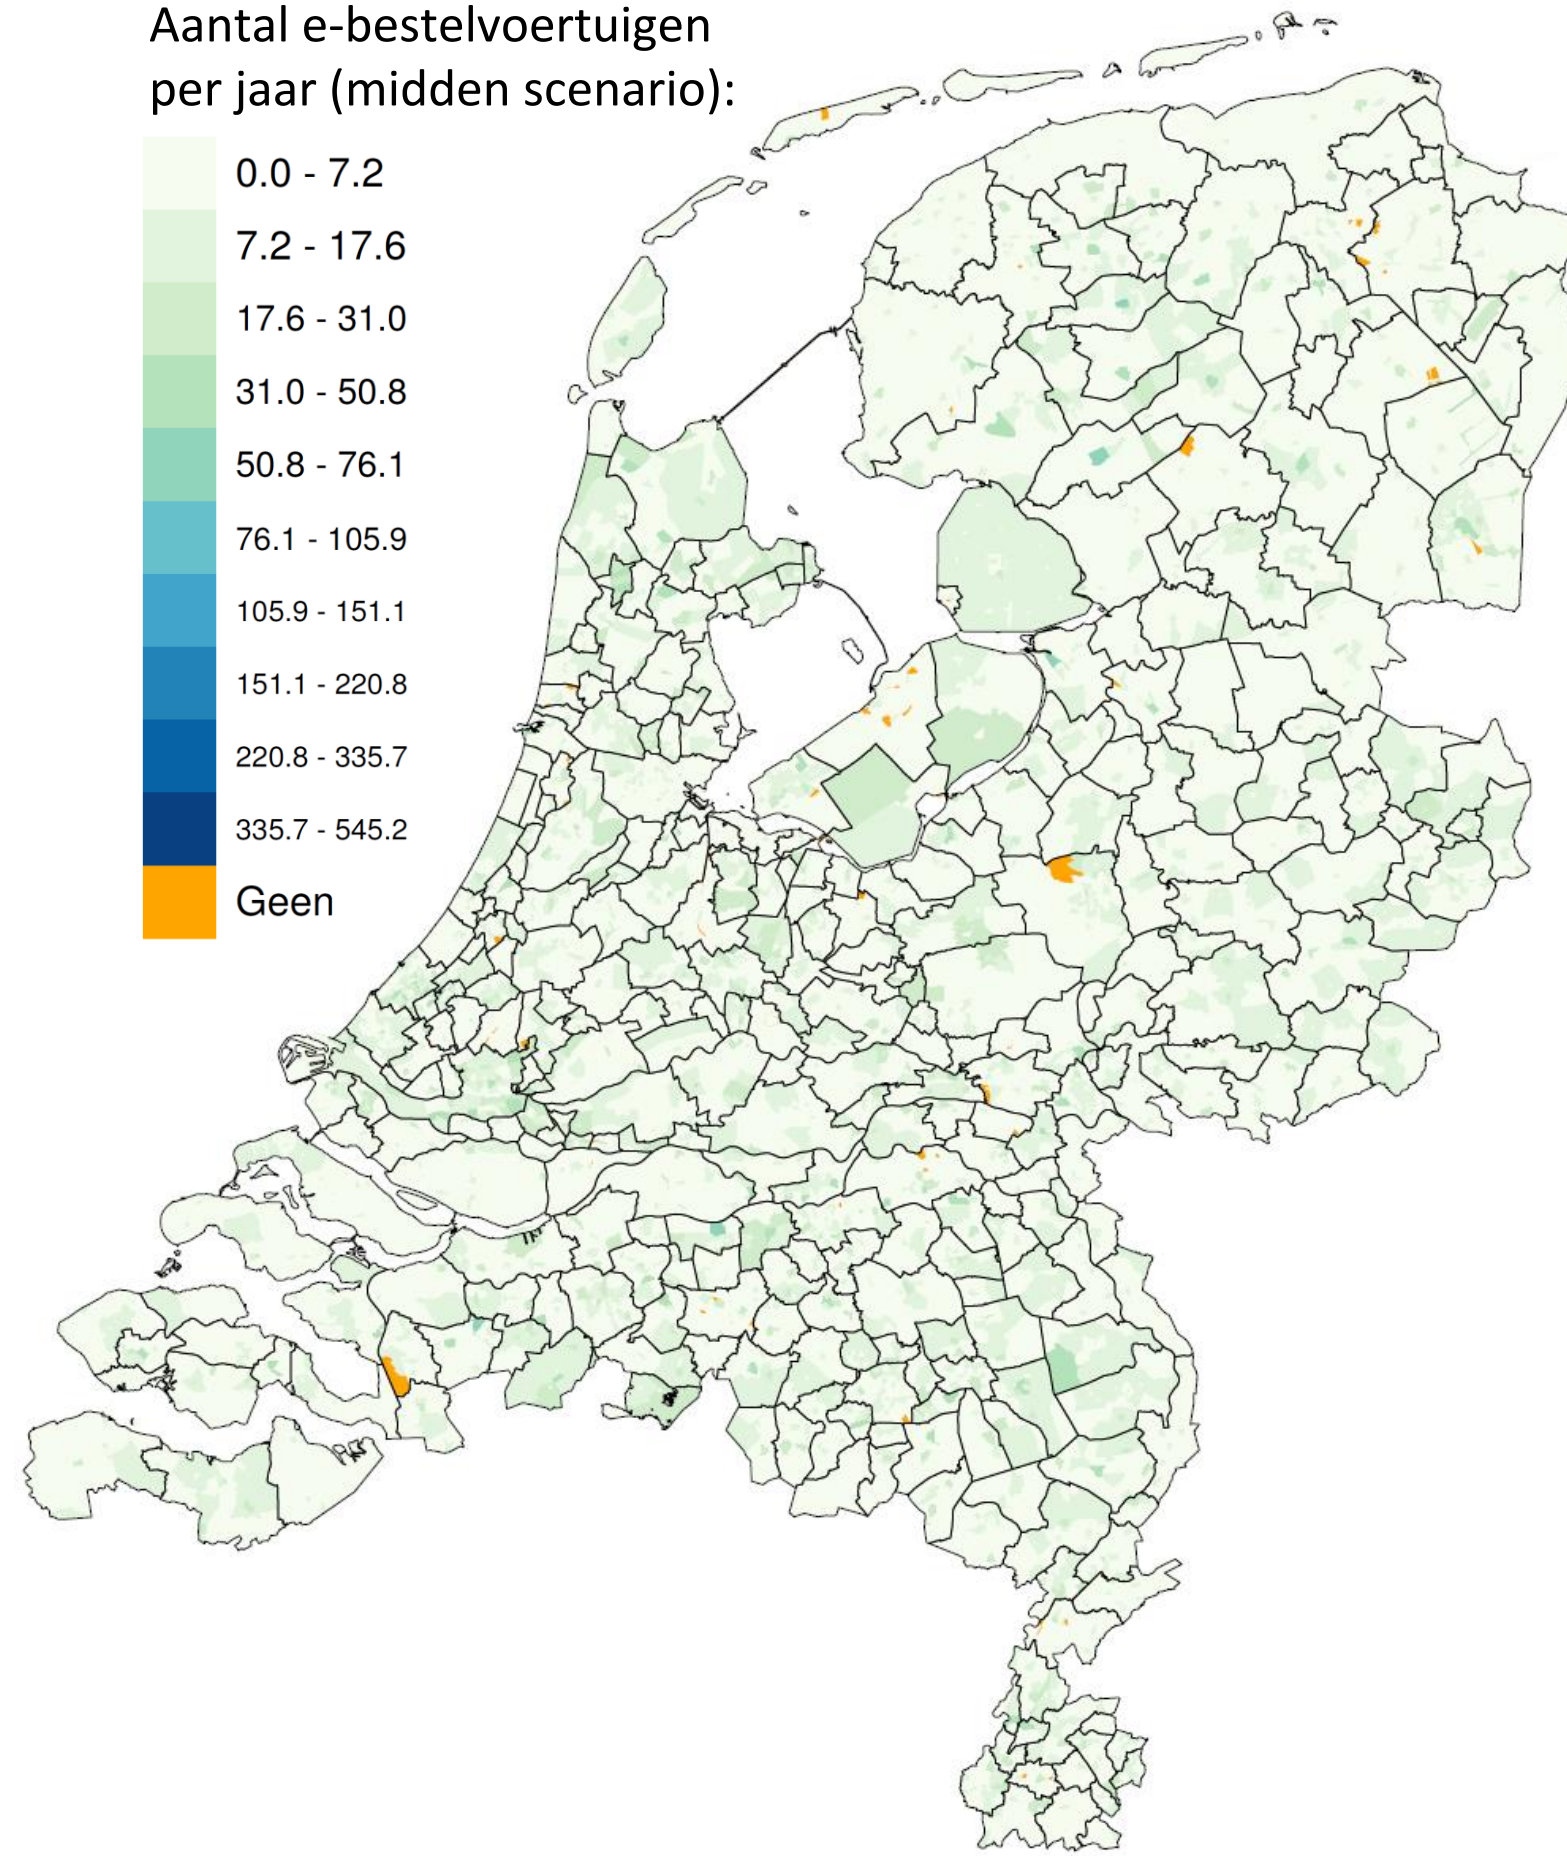 Aantal e-bestelvoertuigen
per jaar (midden scenario):
0.0 - 7.2
7.2 - 17.6
17.6 - 31.0
31.0 - 50.8
50.8 - 76.1
76.1 - 105.9
105.9 - 151.1
151.1 - 220.8
220.8 - 335.7
335.7 - 545.2
Geen